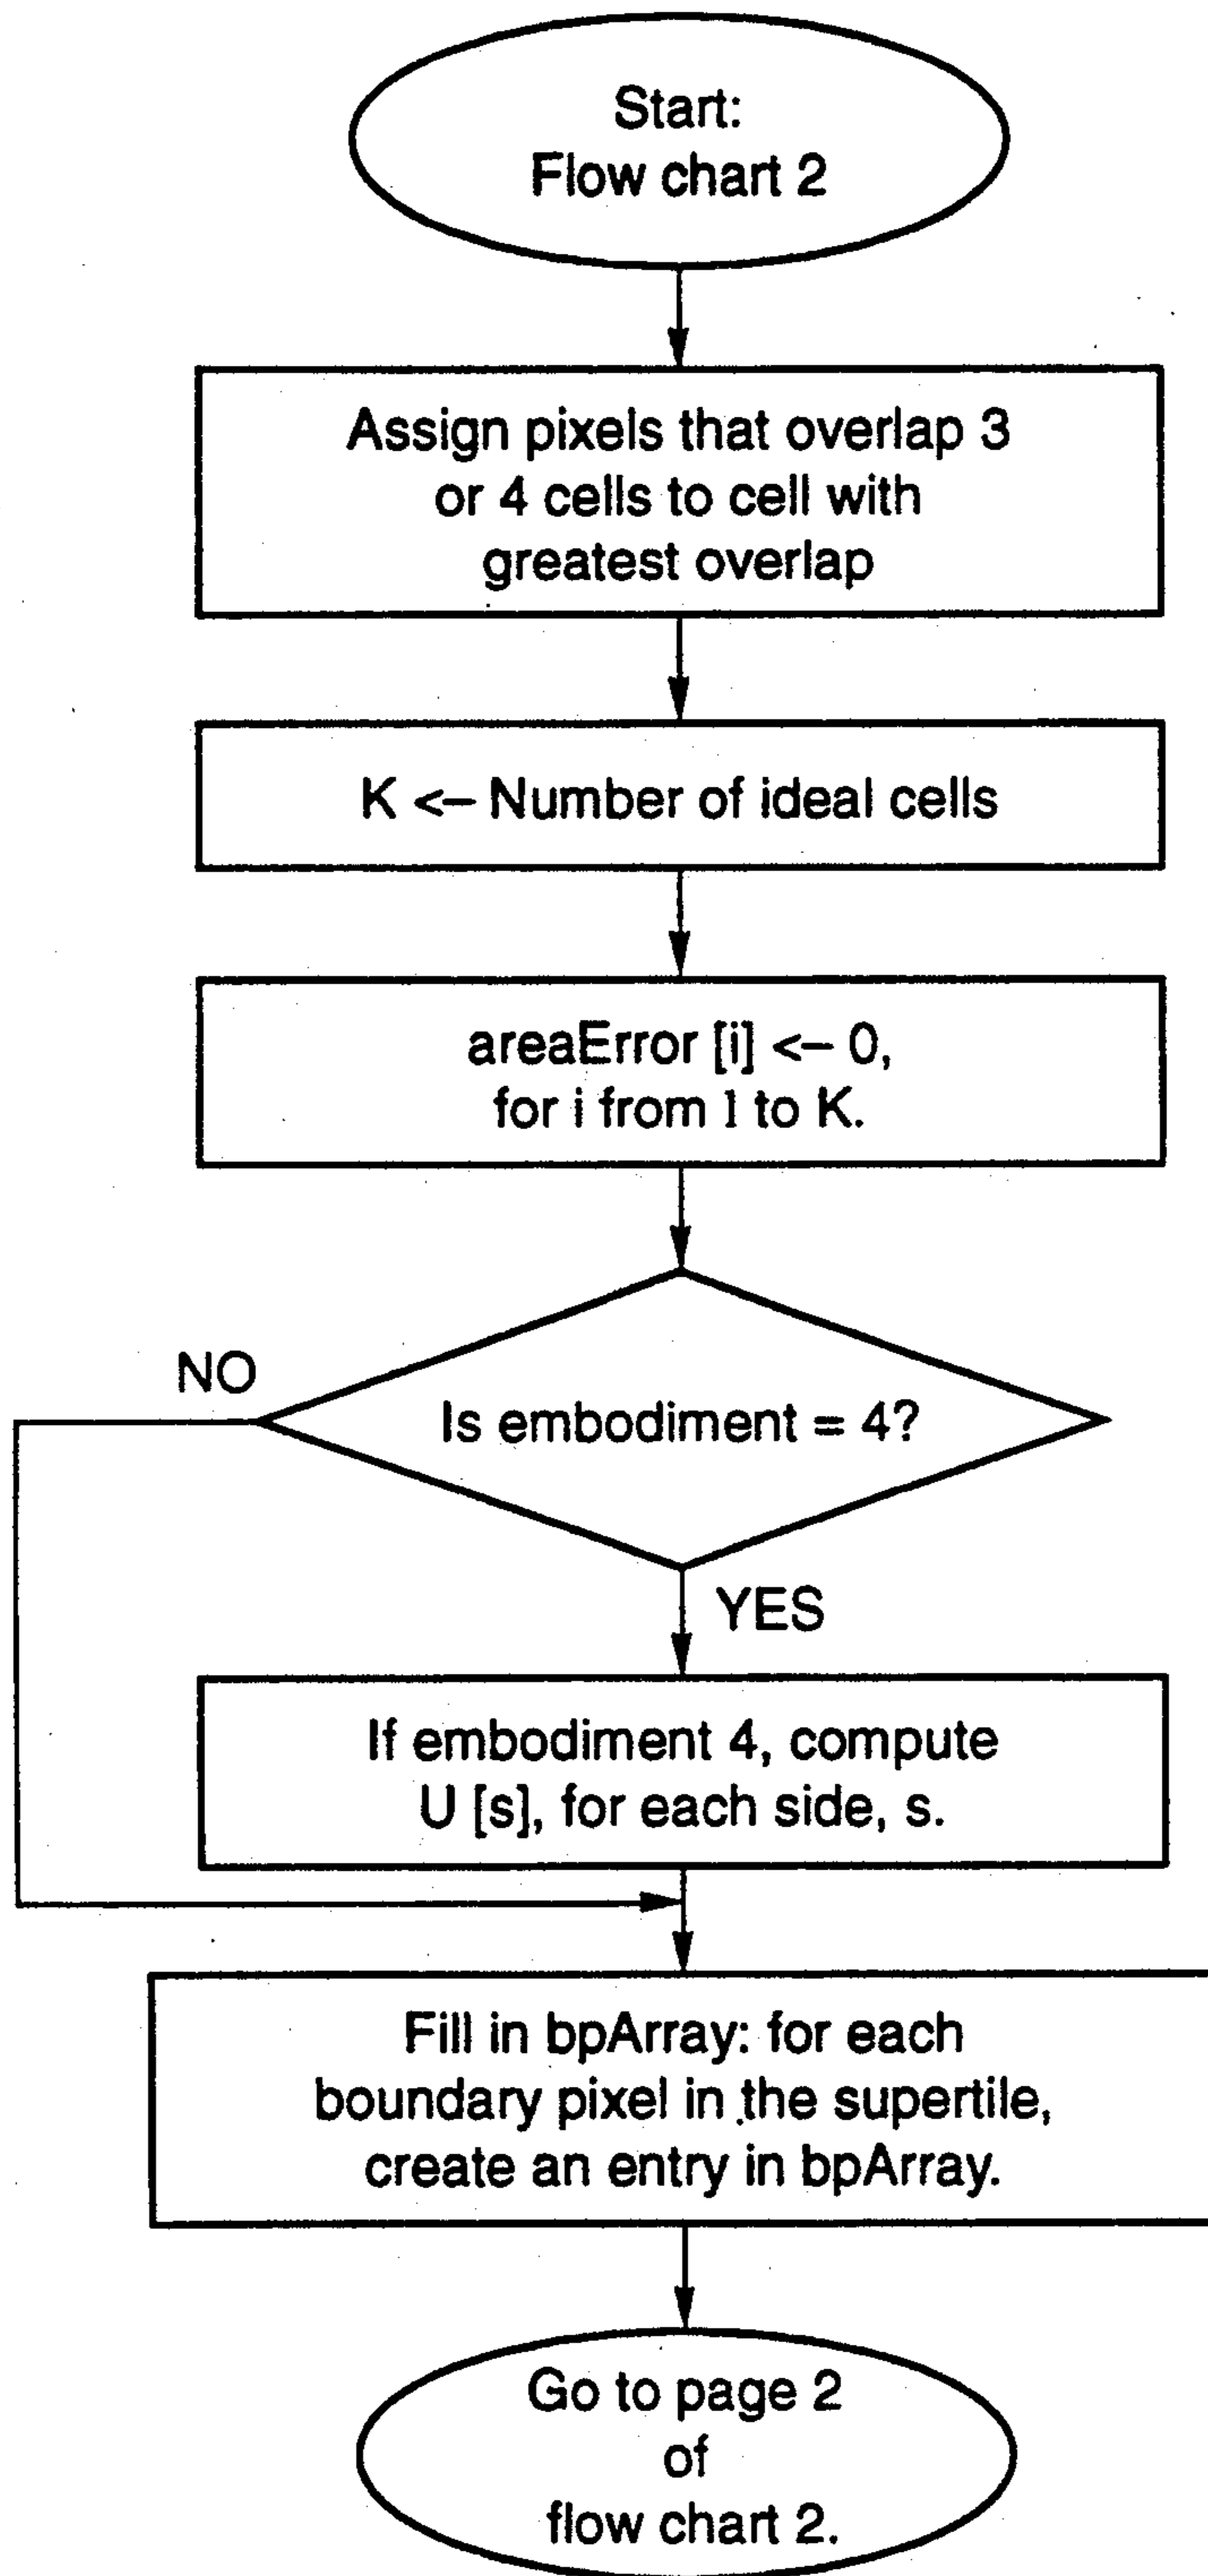 Start:
Flow chart 2
Assign pixels that overlap 3
or 4 cells to cell with
greatest overlap
K <– Number of ideal cells
areaError [i] <– 0,
for i from 1 to K.
NO
Is embodiment = 4?
YES
If embodiment 4, compute
U [s], for each side, s.
Fill in bpArray: for each
boundary pixel in the supertile,
create an entry in bpArray.
Go to page 2
of
flow chart 2.